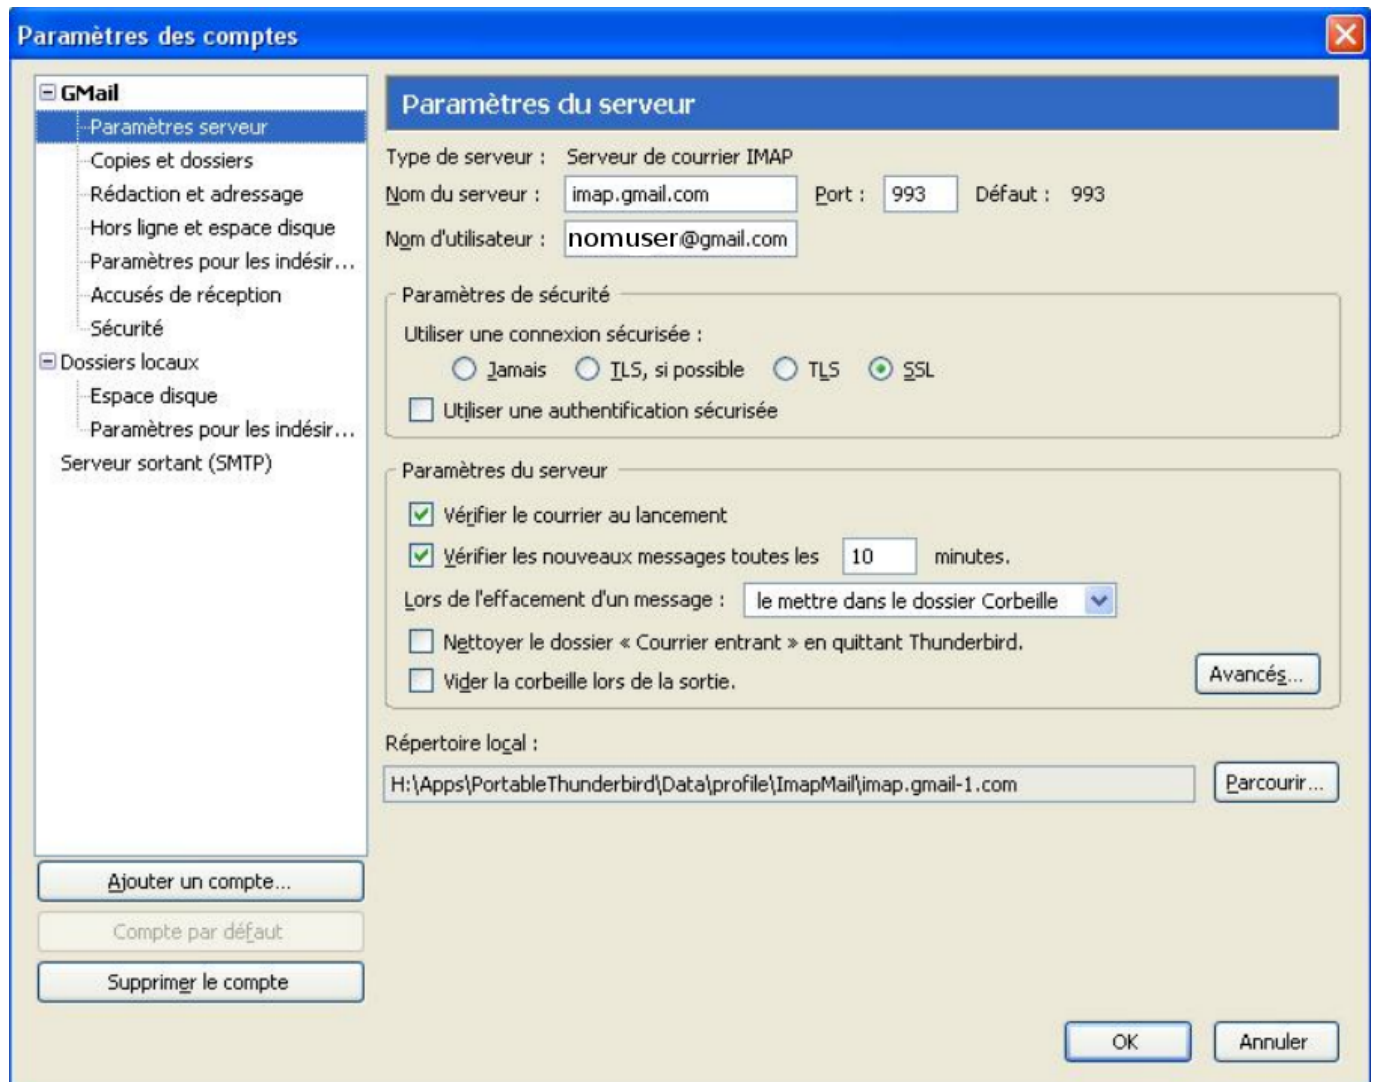 Paramètres des comptes
GMail
Paramètres serveur
Copies et dossiers
Rédaction et adressage
Hors ligne et espace disque
Paramètres pour les indésir...
Accusés de réception
Sécurité
Dossiers locaux
Espace disque
Paramètres pour les indésir...
Serveur sortant (SMTP)
Ajouter un compte...
Compte par défaut
Supprimer le compte
Paramètres du serveur
Type de serveur : Serveur de courrier IMAP
Nom du serveur : imap.gmail.com Port : 993 Défaut : 993
Nom d'utilisateur : nomuser@gmail.com
Paramètres de sécurité
Utiliser une connexion sécurisée :
Jamais TLS, si possible TLS SSL
Utiliser une authentification sécurisée
Paramètres du serveur
Vérifier le courrier au lancement
Vérifier les nouveaux messages toutes les 10 minutes.
Lors de l'effacement d'un message : le mettre dans le dossier Corbeille
Nettoyer le dossier « Courrier entrant » en quittant Thunderbird.
Vider la corbeille lors de la sortie.
Avancés...
Répertoire local :
H:\Apps\PortableThunderbird\Data\profile\ImapMail\imap.gmail-1.com
Parcourir...
OK Annuler